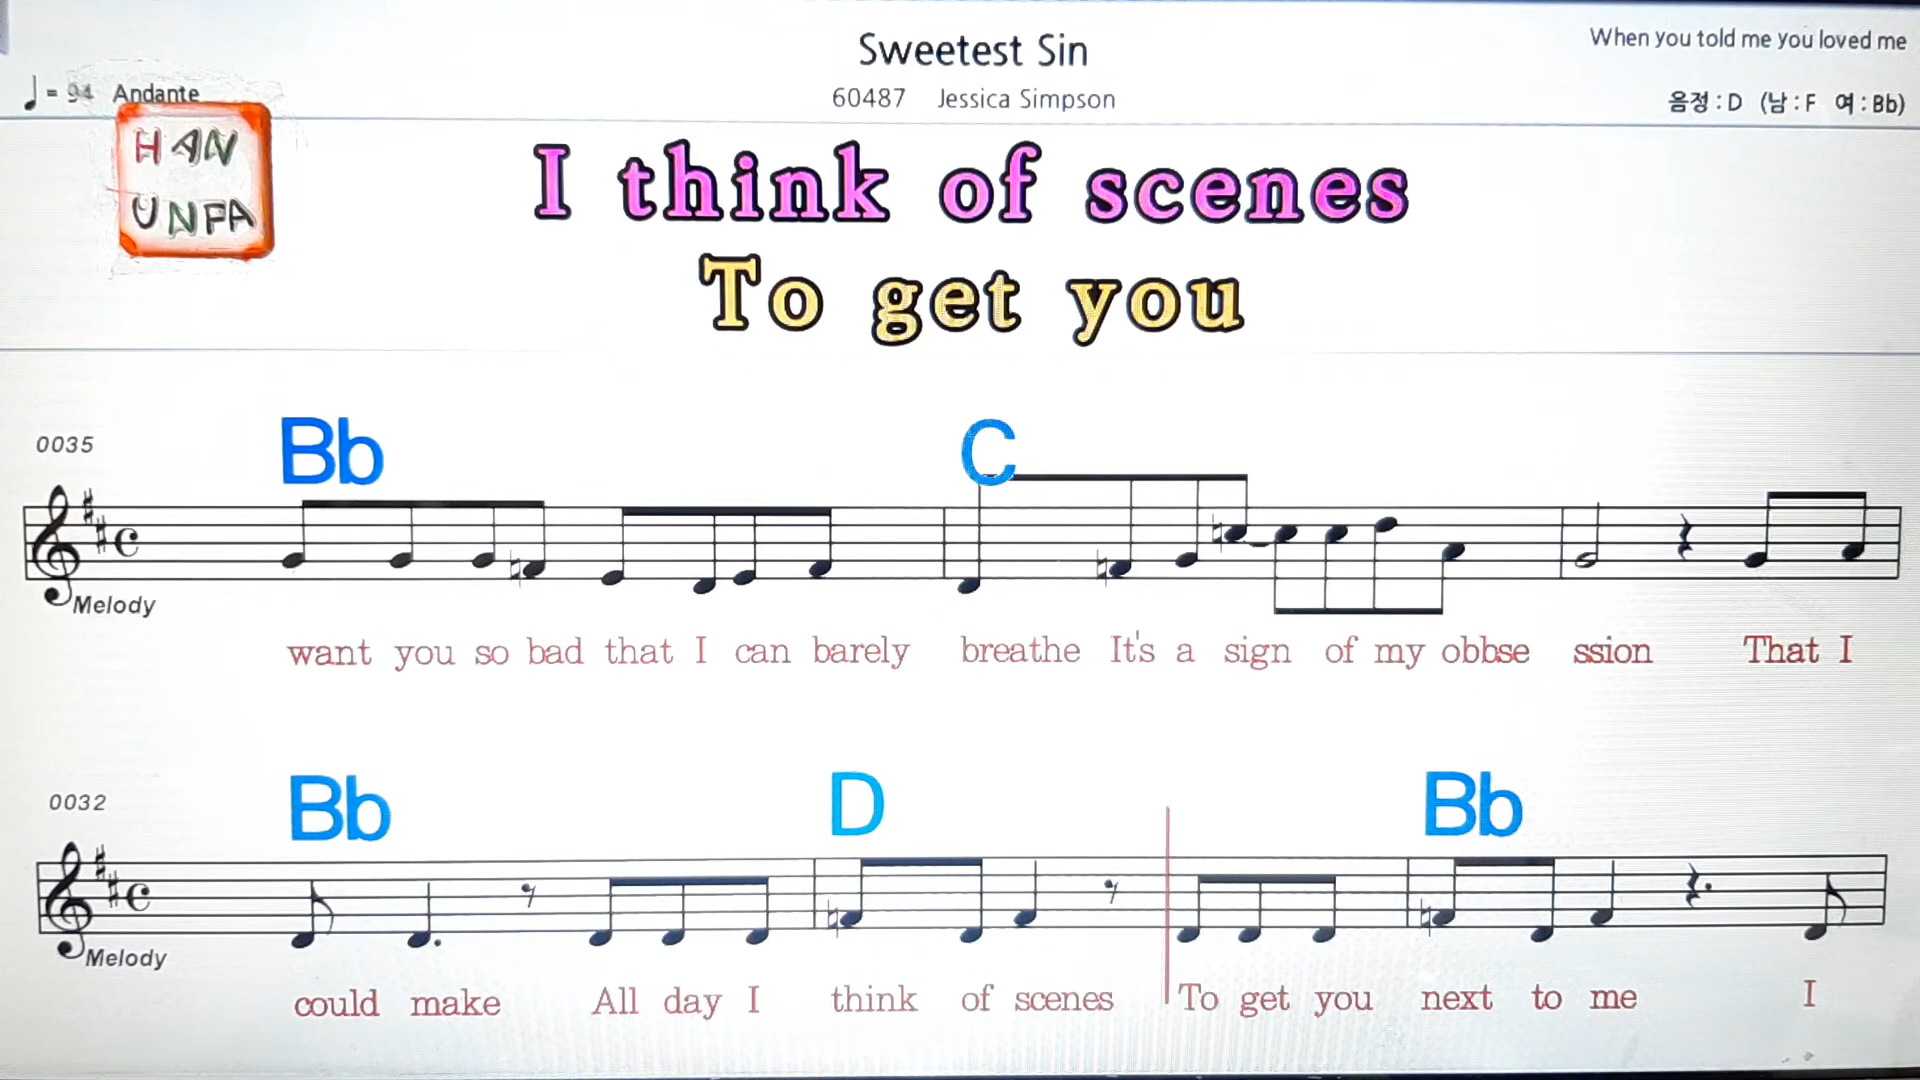 Sweetest Sin
When you told me you loved me
= 94 Andante
60487 Jessica Simpson
음정 : D (남 : F 여 : Bb)
HAN
UNPA
I think of scenes
To get you
0035
Bb C
Melody
want you so bad that I can barely breathe It's a sign of my obbse ssion That I
0032
Bb D Bb
Melody
could make All day I think of scenes To get you next to me I